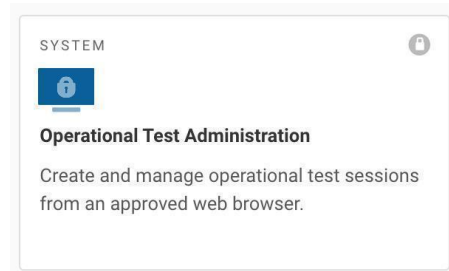 SYSTEM
Operational Test Administration
Create and manage operational test sessions
from an approved web browser.